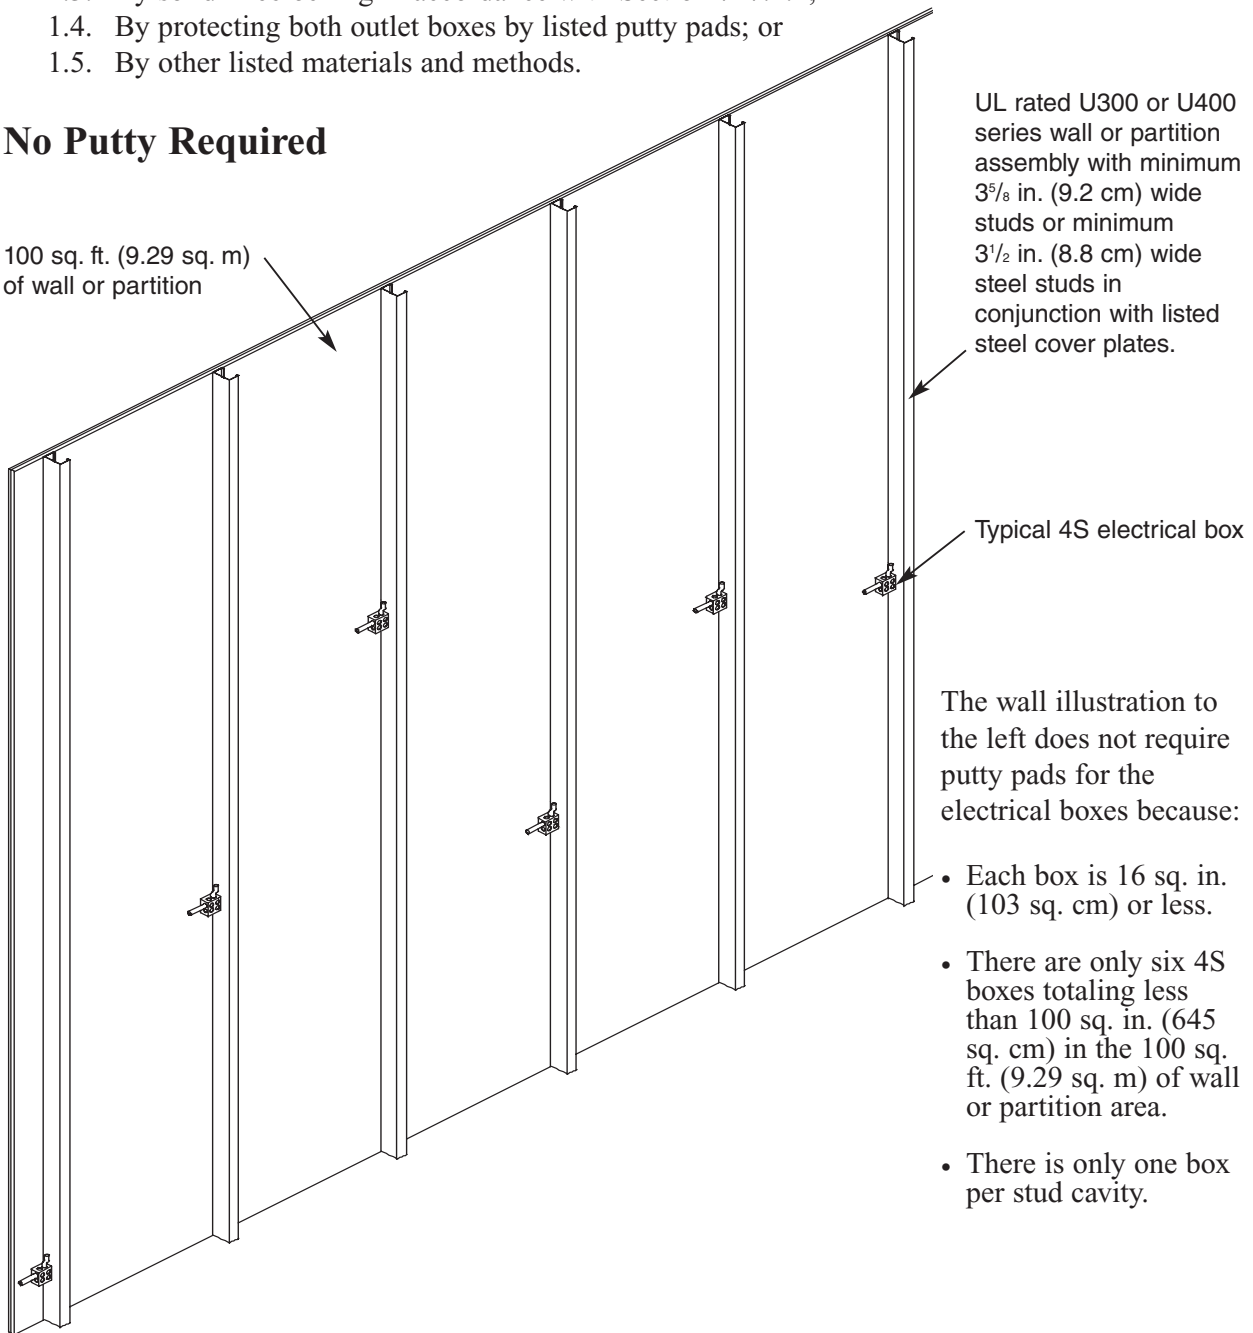 1.4. By protecting both outlet boxes by listed putty pads; or
1.5. By other listed materials and methods.
No Putty Required
100 sq. ft. (9.29 sq. m)
of wall or partition
UL rated U300 or U400
series wall or partition
assembly with minimum
3 5/8 in. (9.2 cm) wide
studs or minimum
3 1/2 in. (8.8 cm) wide
steel studs in
conjunction with listed
steel cover plates.
Typical 4S electrical box
The wall illustration to
the left does not require
putty pads for the
electrical boxes because:
• Each box is 16 sq. in.
(103 sq. cm) or less.
• There are only six 4S
boxes totaling less
than 100 sq. in. (645
sq. cm) in the 100 sq.
ft. (9.29 sq. m) of wall
or partition area.
• There is only one box
per stud cavity.